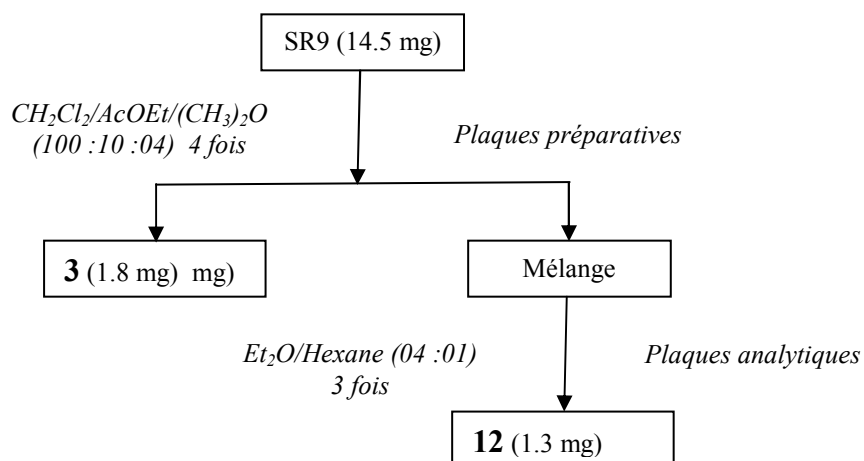 SR9 (14.5 mg)
CH₂Cl₂/AcOEt/(CH₃)₂O
(100 :10 :04) 4 fois
Plaques préparatives
3 (1.8 mg) mg)
Mélange
Et₂O/Hexane (04 :01)
3 fois
Plaques analytiques
12 (1.3 mg)